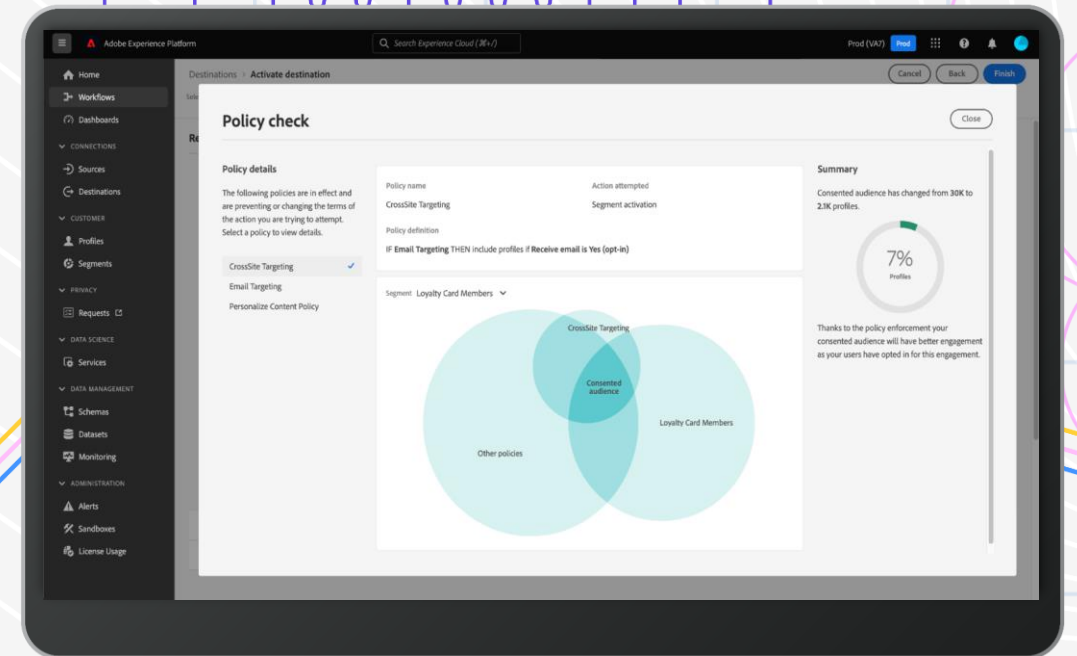 Adobe Experience Platform
Search Experience Cloud (⌘+/)
Prod (VA7)
Prod
Home
Workflows
Dashboards
CONNECTIONS
Sources
Destinations
CUSTOMER
Profiles
Segments
PRIVACY
Requests
DATA SCIENCE
Services
DATA MANAGEMENT
Schemas
Datasets
Monitoring
ADMINISTRATION
Alerts
Sandboxes
License Usage
Destinations > Activate destination
Cancel
Back
Finish
Sele
Re
Policy check
Close
Policy details
The following policies are in effect and
are preventing or changing the terms of
the action you are trying to attempt.
Select a policy to view details.
CrossSite Targeting
Email Targeting
Personalize Content Policy
Policy name
Action attempted
CrossSite Targeting
Segment activation
Policy definition
IF Email Targeting THEN include profiles if Receive email is Yes (opt-in)
Segment Loyalty Card Members
CrossSite Targeting
Consented
audience
Loyalty Card Members
Other policies
Summary
Consented audience has changed from 30K to
2.1K profiles.
7%
Profiles
Thanks to the policy enforcement your
consented audience will have better engagement
as your users have opted in for this engagement.